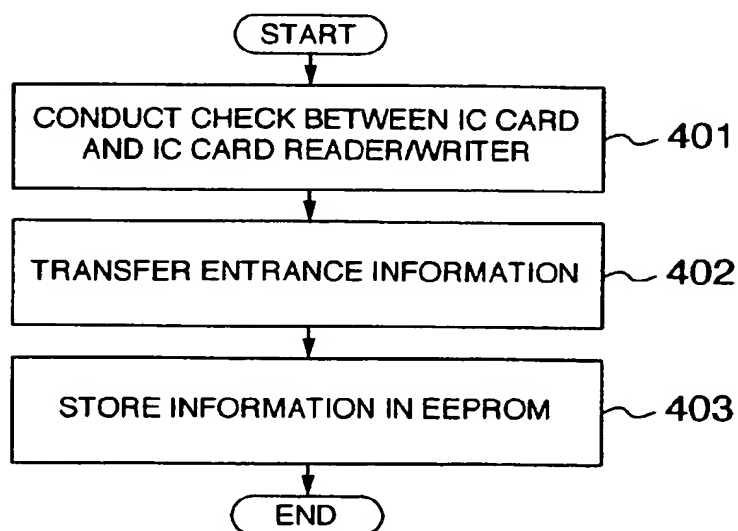 START
CONDUCT CHECK BETWEEN IC CARD
AND IC CARD READER/WRITER
401
TRANSFER ENTRANCE INFORMATION
402
STORE INFORMATION IN EEPROM
403
END